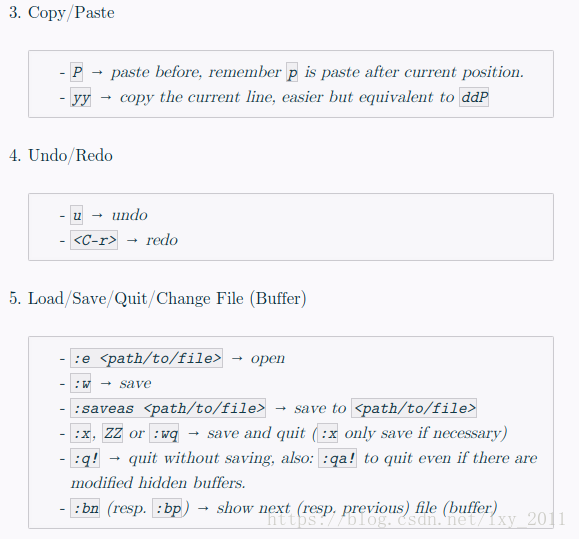 3. Copy/Paste
- P → paste before, remember p is paste after current position.
- yy → copy the current line, easier but equivalent to ddP
4. Undo/Redo
- u → undo
- <C-r> → redo
5. Load/Save/Quit/Change File (Buffer)
- :e <path/to/file> → open
- :w → save
- :saveas <path/to/file> → save to <path/to/file>
- :x, ZZ or :wq → save and quit (:x only save if necessary)
- :q! → quit without saving, also: :qa! to quit even if there are
modified hidden buffers.
- :bn (resp. :bp) → show next (resp. previous) file (buffer)
https://blog.csdn.net/lxy_2011